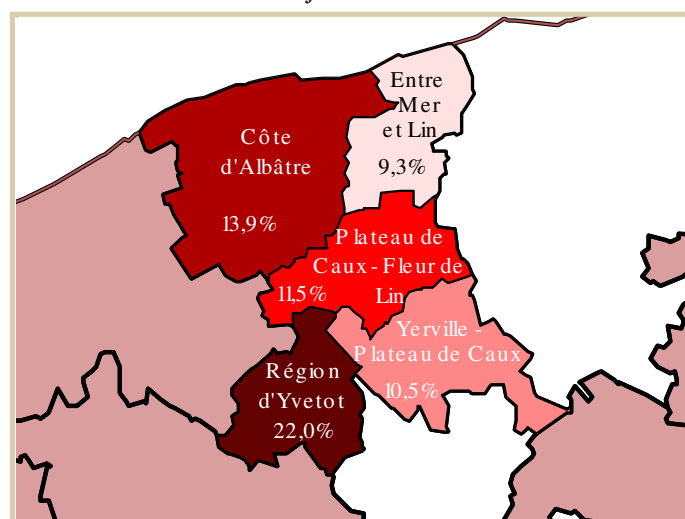 Entre
Mer
et Lin
9,3%
Côte
d'Albâtre
13,9%
Plateau de
Caux - Fleur de
Lin
11,5%
Yerville -
Plateau de Caux
10,5%
Région
d'Yvetot
22,0%